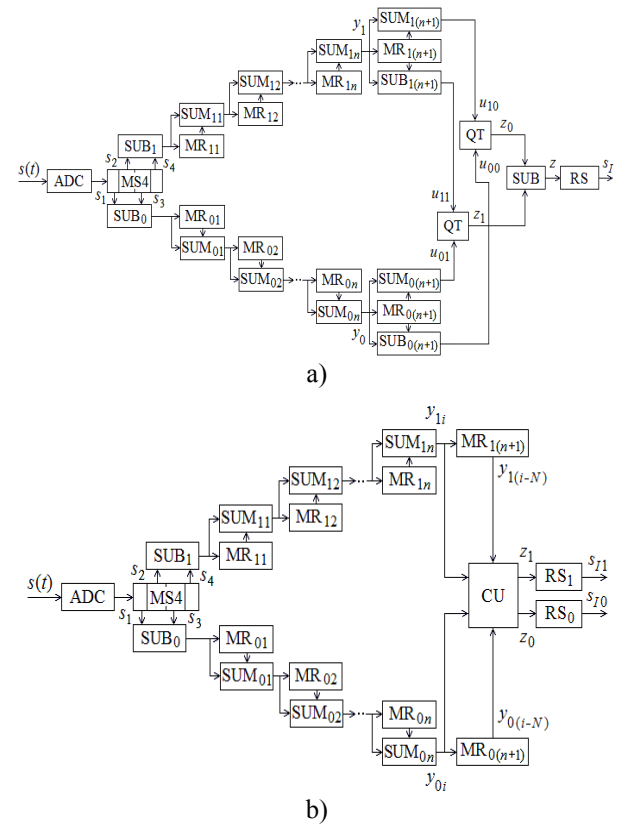 y1
SUM1(n+1)
SUM1n
MR1(n+1)
SUM12
MR1n
SUB1(n+1)
SUM11
MR12
u10
SUB1
MR11
QT
z0
s2
s4
u00
s(t)
ADC
MS4
SUB
z
RS
sI
s1
s3
SUB0
MR01
u11
QT
z1
SUM01
MR02
u01
SUM02
MR0n
SUM0(n+1)
SUM0n
MR0(n+1)
y0
SUB0(n+1)
a)
y1i
SUM1n
MR1(n+1)
SUM12
MR1n
y1(i-N)
SUM11
MR12
SUB1
MR11
z1
sI1
s2
s4
s(t)
ADC
MS4
CU
RS1
RS0
sI0
s1
s3
z0
SUB0
MR01
SUM01
MR02
SUM02
MR0n
y0(i-N)
SUM0n
MR0(n+1)
y0i
b)